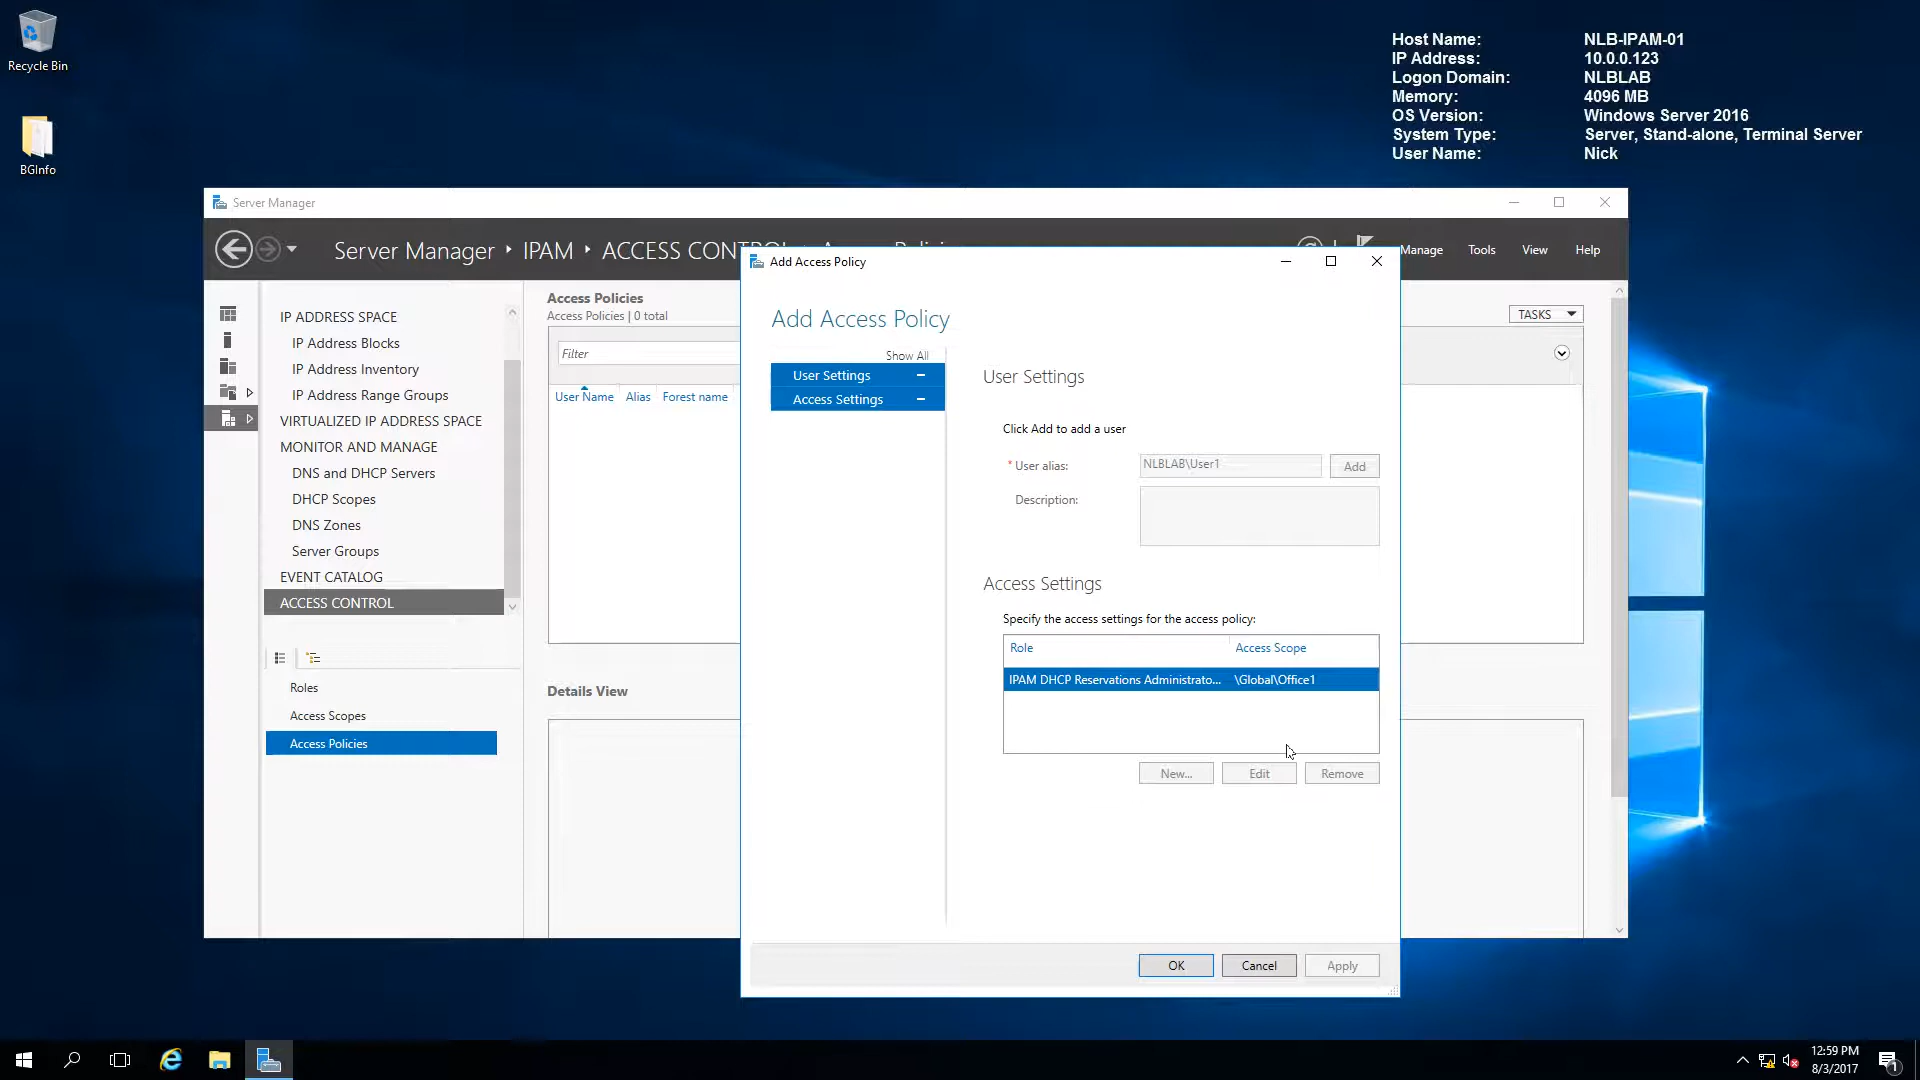 Recycle Bin
BGInfo
Host Name: NLB-IPAM-01
IP Address: 10.0.0.123
Logon Domain: NLBLAB
Memory: 4096 MB
OS Version: Windows Server 2016
System Type: Server, Stand-alone, Terminal Server
User Name: Nick
Server Manager
Server Manager IPAM ACCESS CONTROL
Manage Tools View Help
IP ADDRESS SPACE
IP Address Blocks
IP Address Inventory
IP Address Range Groups
VIRTUALIZED IP ADDRESS SPACE
MONITOR AND MANAGE
DNS and DHCP Servers
DHCP Scopes
DNS Zones
Server Groups
EVENT CATALOG
ACCESS CONTROL
Roles
Access Scopes
Access Policies
Access Policies
Access Policies | 0 total
TASKS
Filter
User Name Alias Forest name
Details View
Add Access Policy
Add Access Policy
Show All
User Settings
Access Settings
User Settings
Click Add to add a user
* User alias: NLBLAB\User1 Add
Description:
Access Settings
Specify the access settings for the access policy:
Role Access Scope
IPAM DHCP Reservations Administrato... \Global\Office1
New... Edit Remove
OK Cancel Apply
12:59 PM
8/3/2017
1